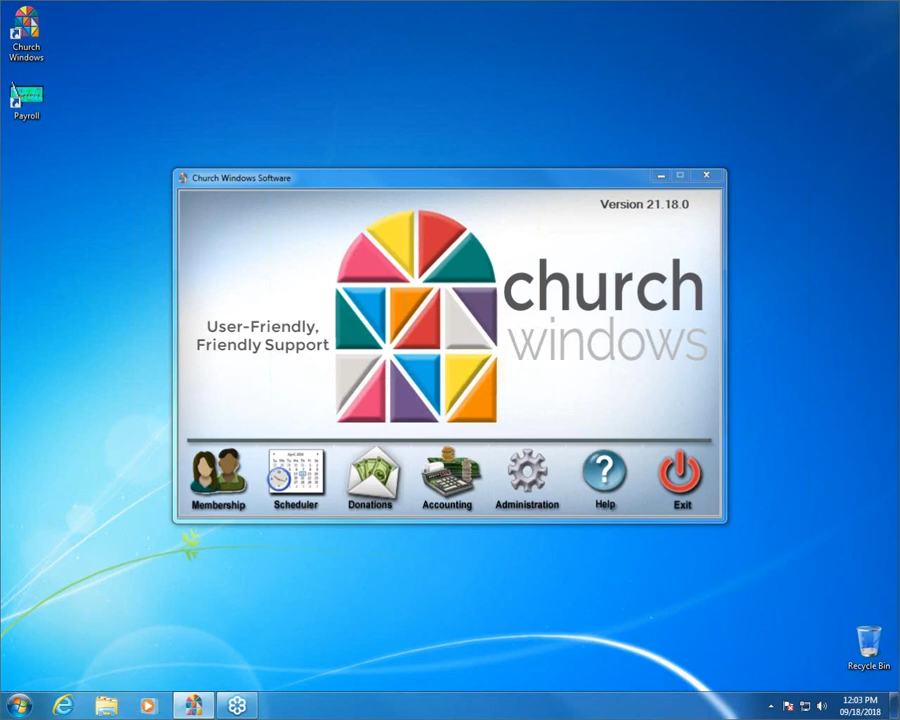 Church
Windows
Payroll
Church Windows Software
Version 21.18.0
church
windows
User-Friendly,
Friendly Support
Membership
Scheduler
Donations
Accounting
Administration
?
Help
Exit
Recycle Bin
12:03 PM
09/18/2018